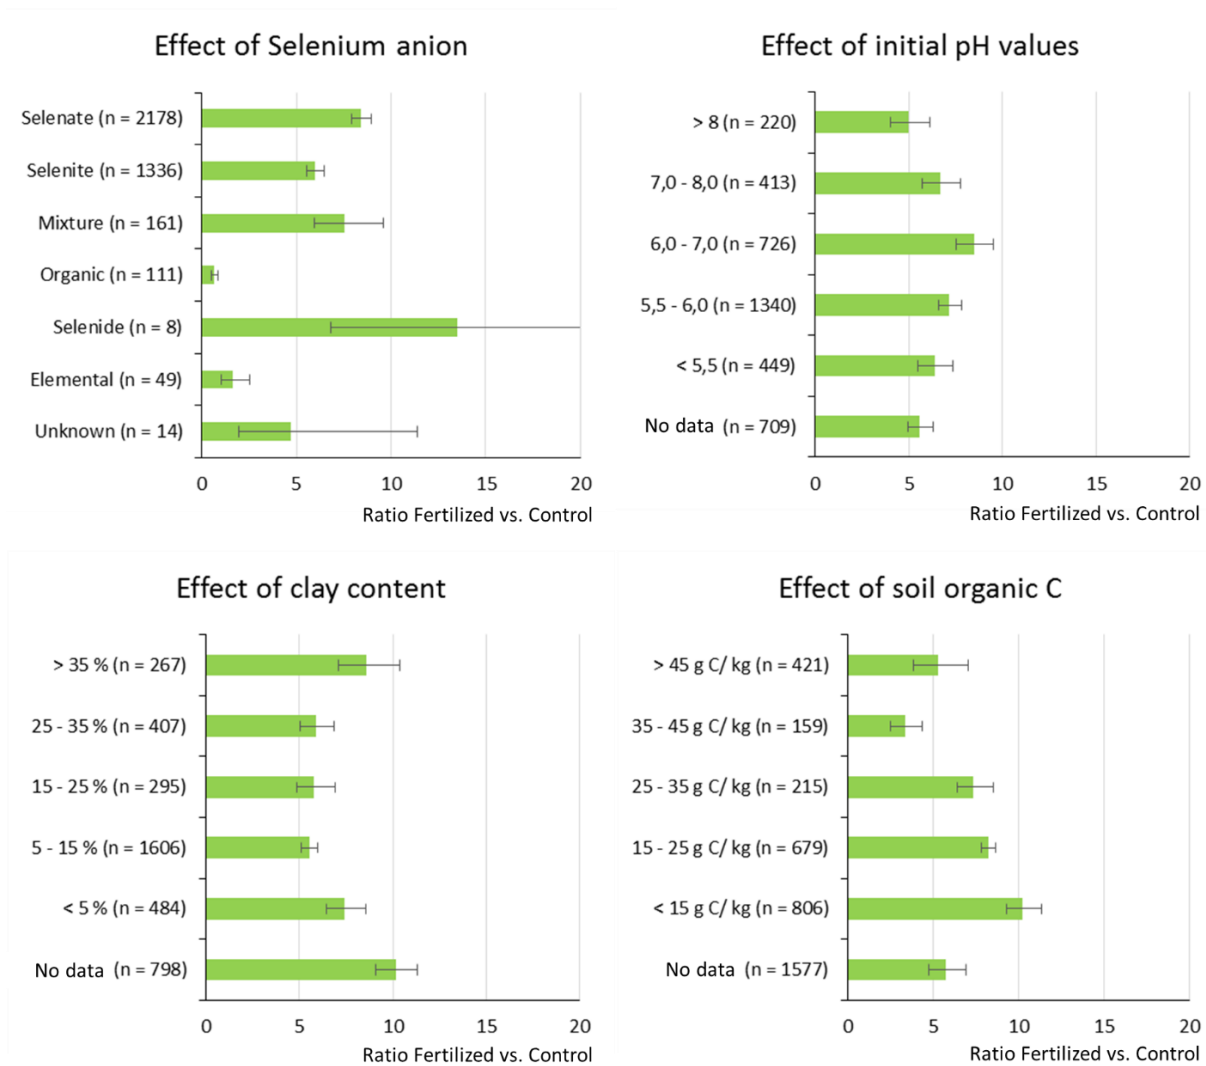 Effect of Selenium anion
Selenate (n = 2178)
Selenite (n = 1336)
Mixture (n = 161)
Organic (n = 111)
Selenide (n = 8)
Elemental (n = 49)
Unknown (n = 14)
0 5 10 15 20
Ratio Fertilized vs. Control
Effect of initial pH values
> 8 (n = 220)
7,0 - 8,0 (n = 413)
6,0 - 7,0 (n = 726)
5,5 - 6,0 (n = 1340)
< 5,5 (n = 449)
No data (n = 709)
0 5 10 15 20
Ratio Fertilized vs. Control
Effect of clay content
> 35 % (n = 267)
25 - 35 % (n = 407)
15 - 25 % (n = 295)
5 - 15 % (n = 1606)
< 5 % (n = 484)
No data (n = 798)
0 5 10 15 20
Ratio Fertilized vs. Control
Effect of soil organic C
> 45 g C/ kg (n = 421)
35 - 45 g C/ kg (n = 159)
25 - 35 g C/ kg (n = 215)
15 - 25 g C/ kg (n = 679)
< 15 g C/ kg (n = 806)
No data (n = 1577)
0 5 10 15 20
Ratio Fertilized vs. Control